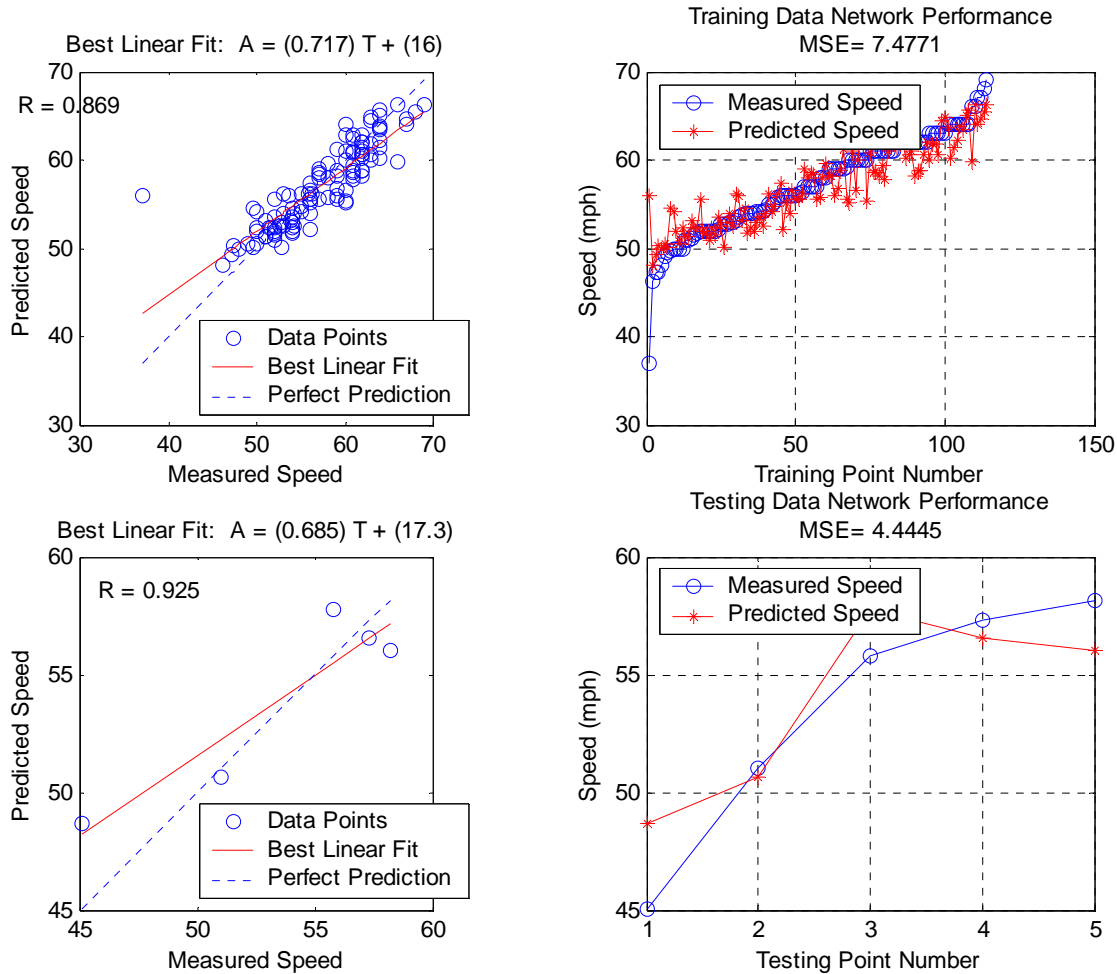 Best Linear Fit:  A = (0.717) T + (16)
R = 0.869
Predicted Speed
70
60
50
40
30
Data Points
Best Linear Fit
Perfect Prediction
30 40 50 60 70
Measured Speed
Training Data Network Performance
MSE= 7.4771
Speed (mph)
70
60
50
40
30
Measured Speed
Predicted Speed
0 50 100 150
Training Point Number
Best Linear Fit:  A = (0.685) T + (17.3)
R = 0.925
Predicted Speed
60
55
50
45
Data Points
Best Linear Fit
Perfect Prediction
45 50 55 60
Measured Speed
Testing Data Network Performance
MSE= 4.4445
Speed (mph)
60
55
50
45
Measured Speed
Predicted Speed
1 2 3 4 5
Testing Point Number